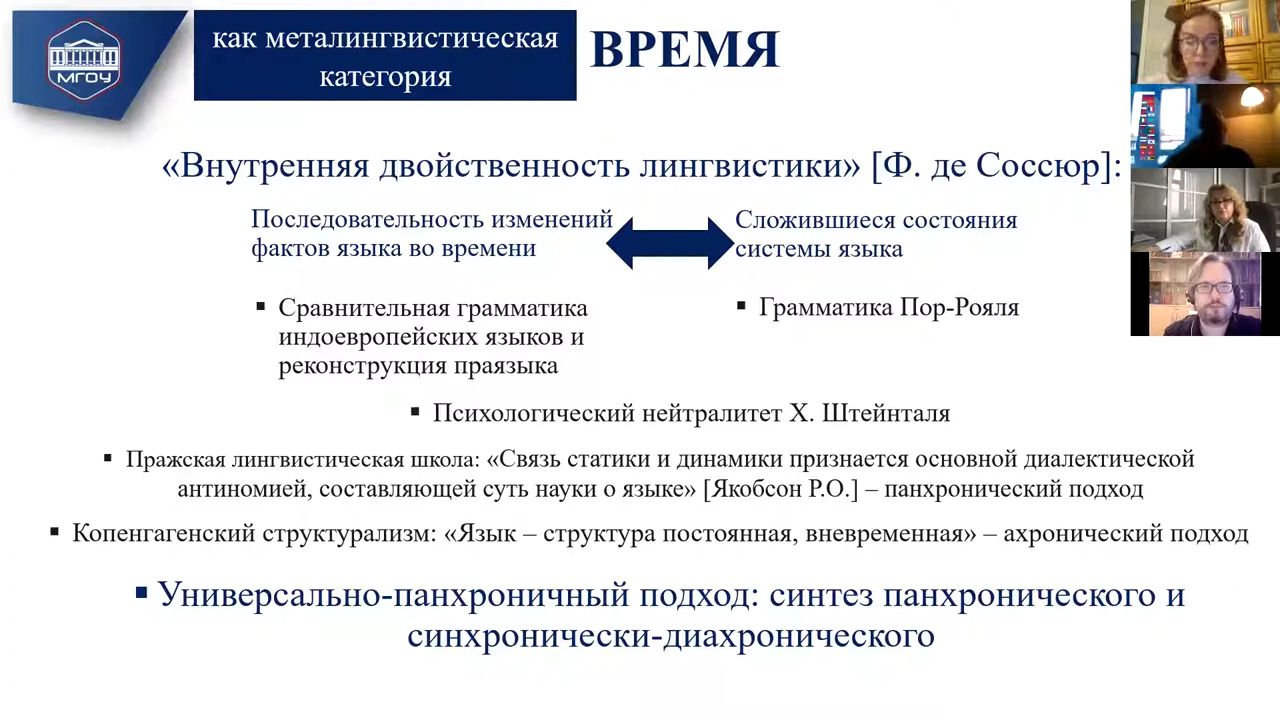 МГОУ
как металингвистическая
категория
ВРЕМЯ
«Внутренняя двойственность лингвистики» [Ф. де Соссюр]:
Последовательность изменений
фактов языка во времени
Сложившиеся состояния
системы языка
▪ Сравнительная грамматика
индоевропейских языков и
реконструкция праязыка
▪ Грамматика Пор-Рояля
▪ Психологический нейтралитет Х. Штейнталя
▪ Пражская лингвистическая школа: «Связь статики и динамики признается основной диалектической
антиномией, составляющей суть науки о языке» [Якобсон Р.О.] – панхронический подход
▪ Копенгагенский структурализм: «Язык – структура постоянная, вневременная» – ахронический подход
▪ Универсально-панхроничный подход: синтез панхронического и
синхронически-диахронического